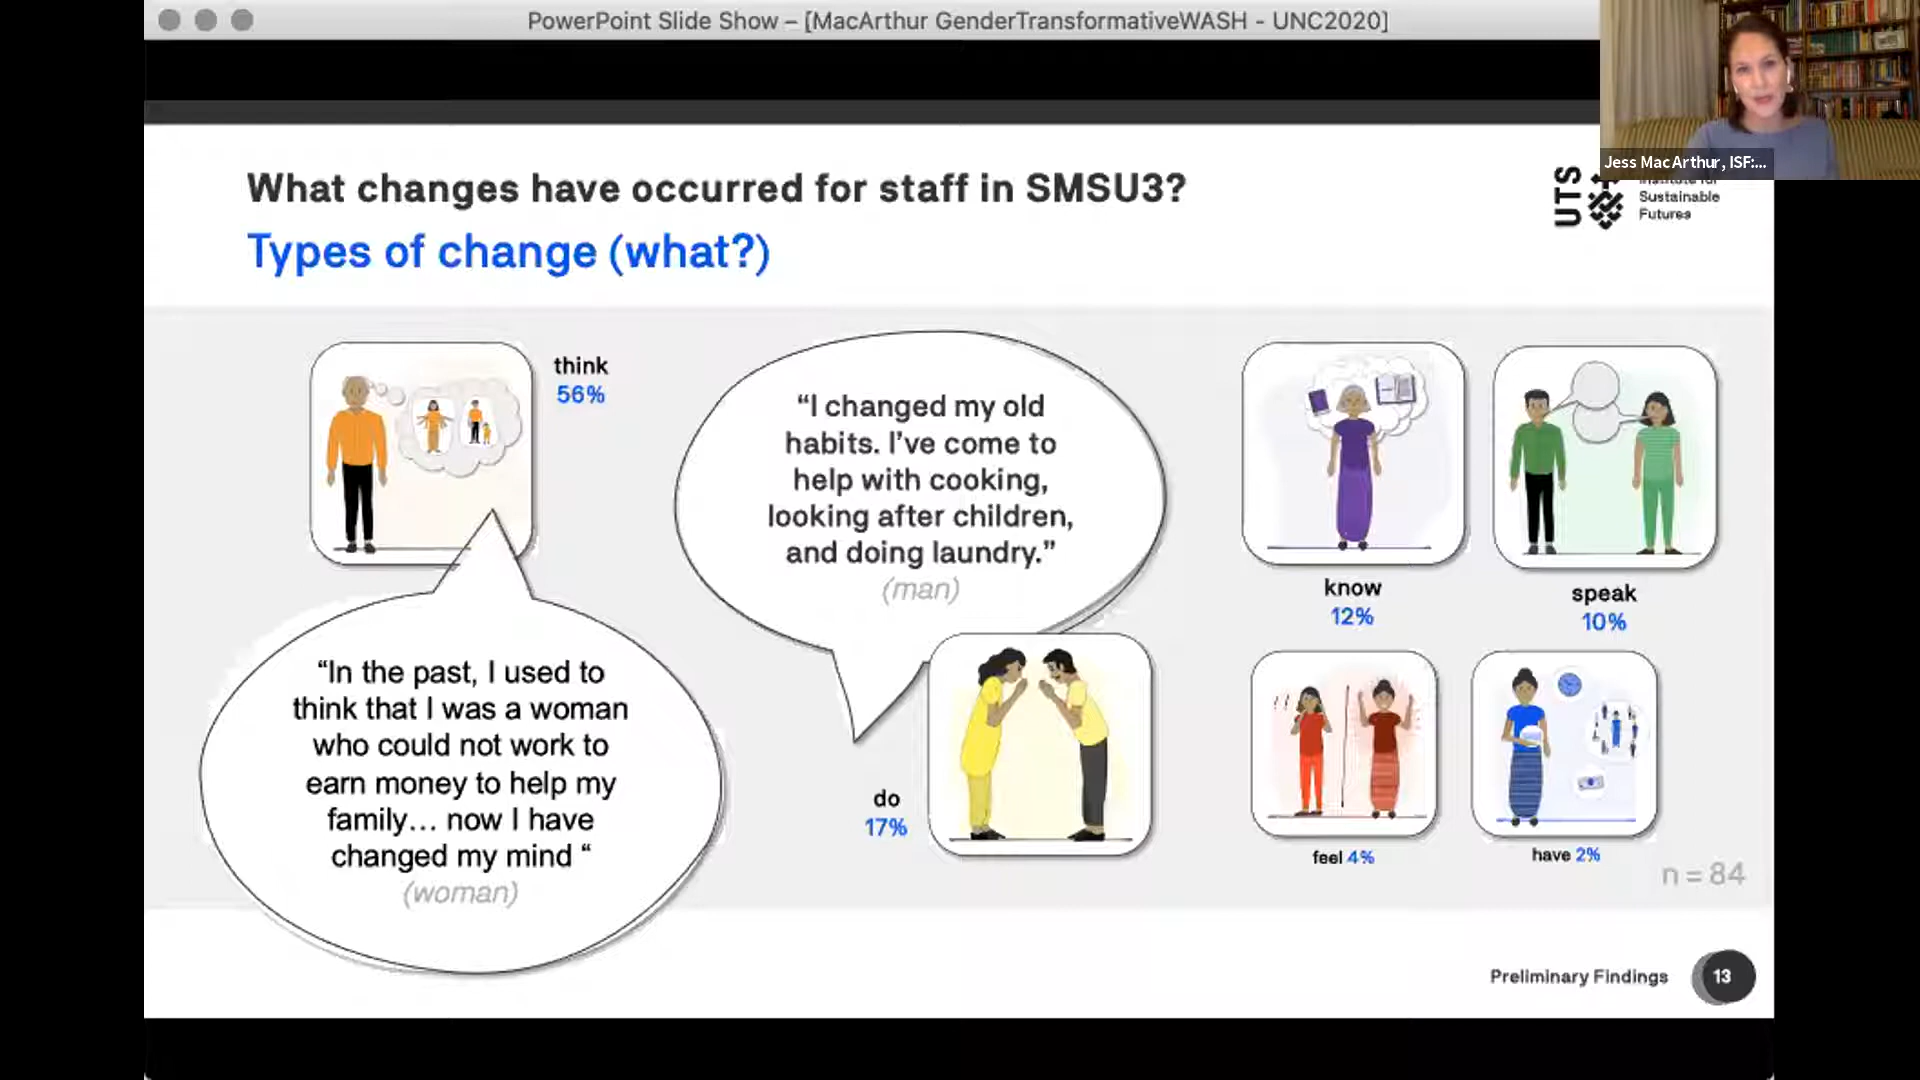 PowerPoint Slide Show – [MacArthur GenderTransformativeWASH - UNC2020]
Jess MacArthur, ISF:...
What changes have occurred for staff in SMSU3?
Types of change (what?)
UTS
Institute for
Sustainable
Futures
think
56%
“In the past, I used to
think that I was a woman
who could not work to
earn money to help my
family... now I have
changed my mind “
(woman)
“I changed my old
habits. I’ve come to
help with cooking,
looking after children,
and doing laundry.”
(man)
do
17%
know
12%
speak
10%
feel 4%
have 2%
n = 84
Preliminary Findings
13